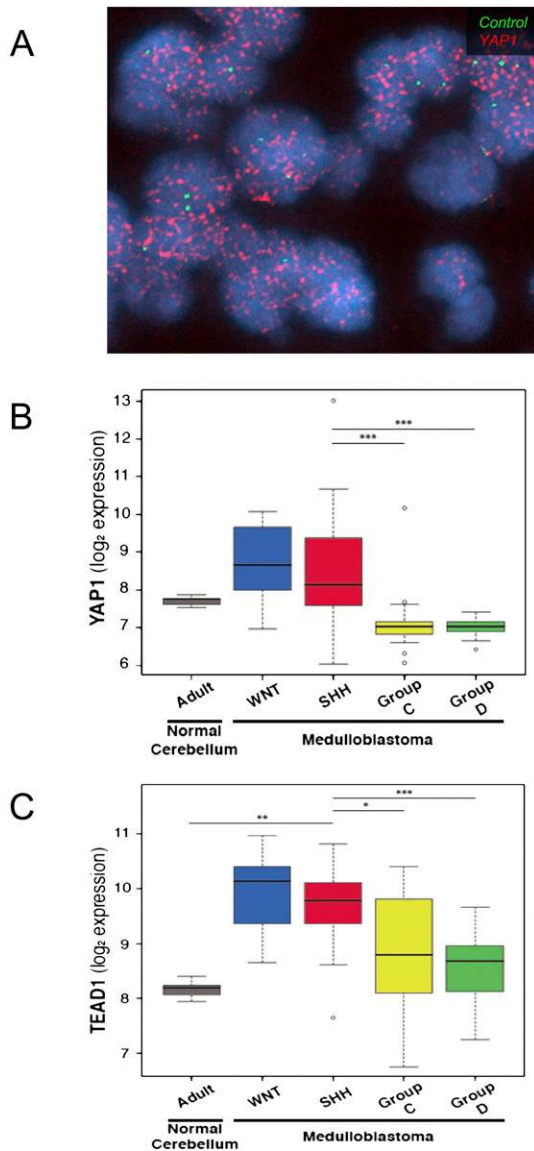 A
Control
YAP1
B
YAP1 (log₂ expression)
13
12
11
10
9
8
7
6
***
***
Adult
WNT
SHH
Group C
Group D
Normal Cerebellum
Medulloblastoma
C
TEAD1 (log₂ expression)
11
10
9
8
7
**
*
***
Adult
WNT
SHH
Group C
Group D
Normal Cerebellum
Medulloblastoma